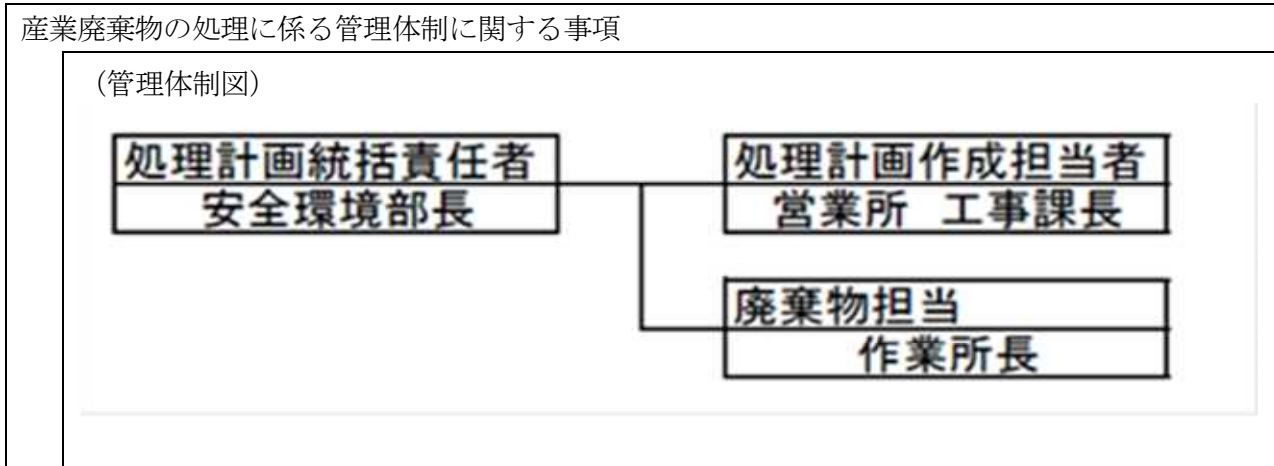 産業廃棄物の処理に係る管理体制に関する事項
（管理体制図）
処理計画統括責任者
安全環境部長
処理計画作成担当者
営業所　工事課長
廃棄物担当
作業所長